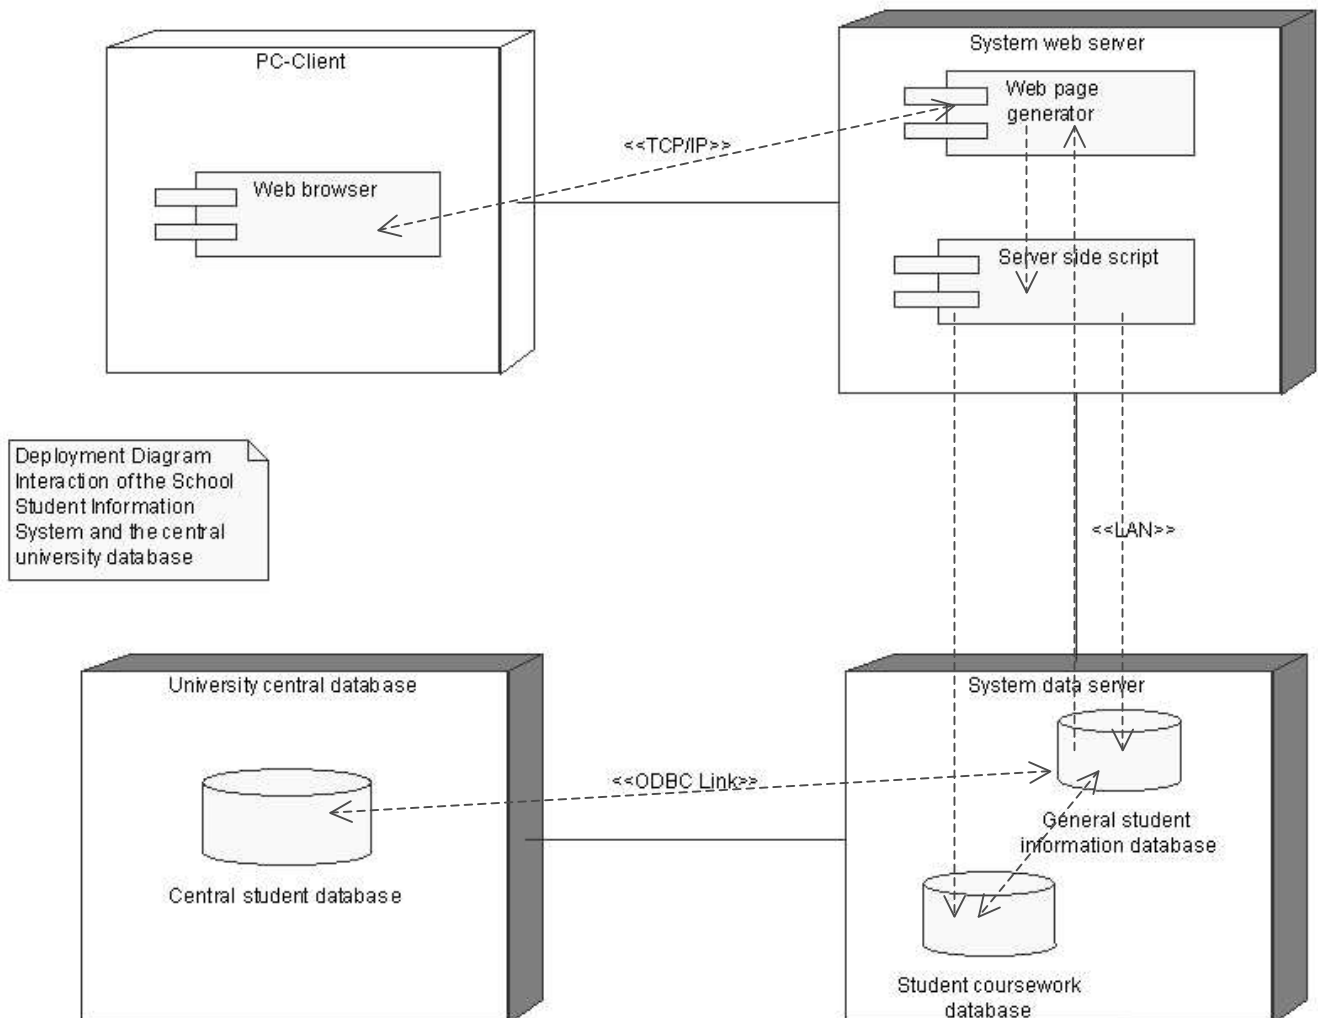 PC-Client
System web server
Web page
generator
<<TCP/IP>>
Web browser
Server side script
Deployment Diagram
Interaction of the School
Student Information
System and the central
university database
<<LAN>>
University central database
System data server
<<ODBC Link>>
General student
information database
Central student database
Student coursework
database